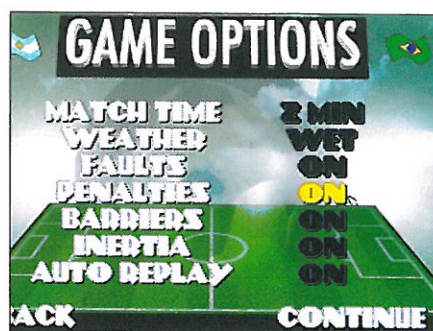 GAME OPTIONS
MATCH TIME 2 MIN
WEATHER WET
FAULTS ON
PENALTIES ON
BARRIERS ON
INERTIA ON
AUTO REPLAY ON
ACK CONTINUE